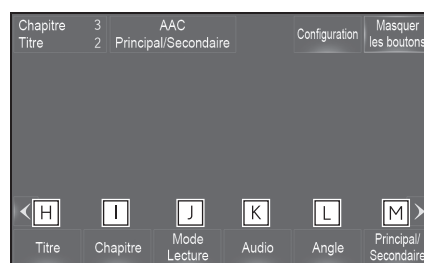 Chapitre 3
Titre 2
AAC
Principal/Secondaire
Configuration
Masquer
les boutons
H I J K L M
Titre
Chapitre
Mode
Lecture
Audio
Angle
Principal/
Secondaire